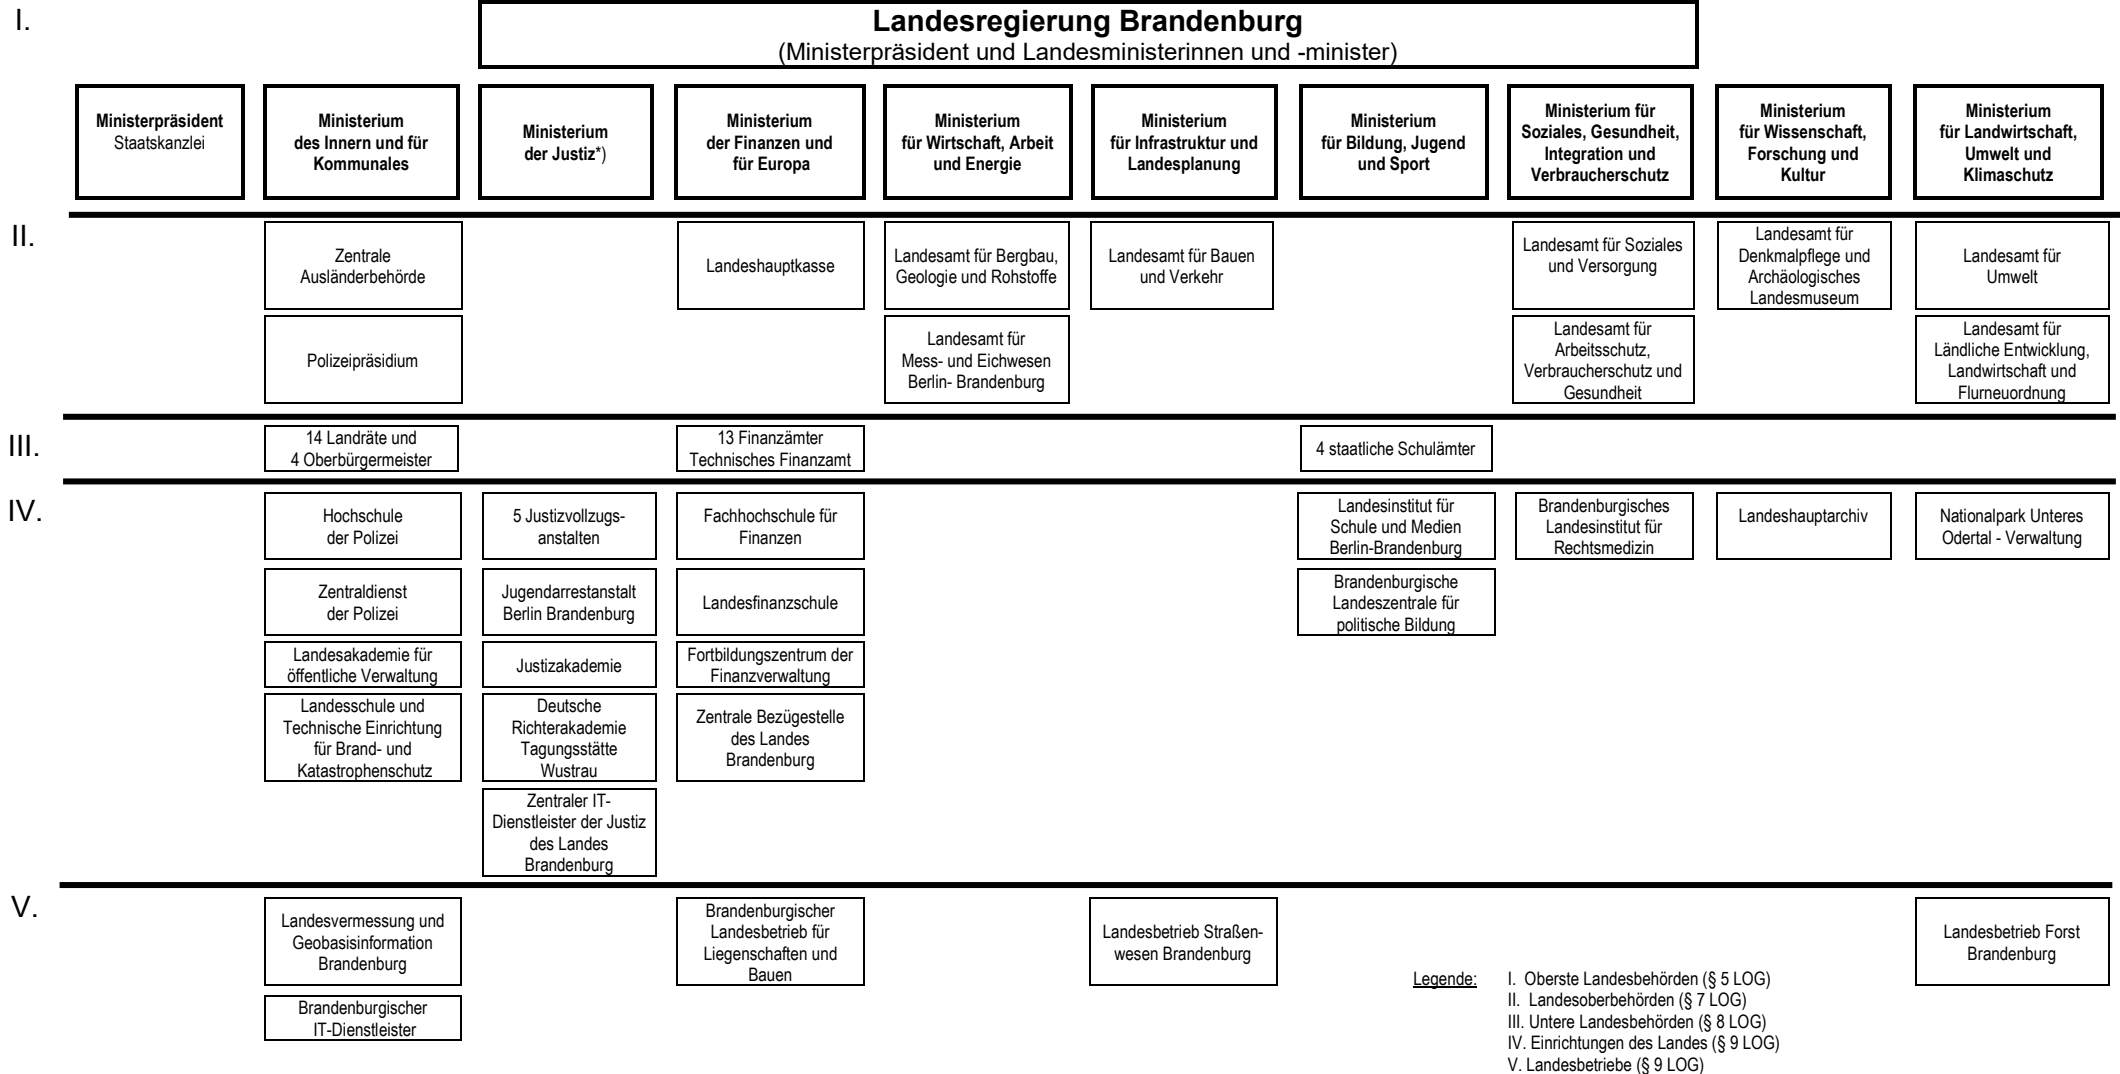 I.
Landesregierung Brandenburg
(Ministerpräsident und Landesministerinnen und -minister)
Ministerpräsident
Staatskanzlei
Ministerium
des Innern und für
Kommunales
Ministerium
der Justiz*)
Ministerium
der Finanzen und
für Europa
Ministerium
für Wirtschaft, Arbeit
und Energie
Ministerium
für Infrastruktur und
Landesplanung
Ministerium
für Bildung, Jugend
und Sport
Ministerium für
Soziales, Gesundheit,
Integration und
Verbraucherschutz
Ministerium
für Wissenschaft,
Forschung und
Kultur
Ministerium
für Landwirtschaft,
Umwelt und
Klimaschutz
II.
Zentrale
Ausländerbehörde
Landeshauptkasse
Landesamt für Bergbau,
Geologie und Rohstoffe
Landesamt für Bauen
und Verkehr
Landesamt für Soziales
und Versorgung
Landesamt für
Denkmalpflege und
Archäologisches
Landesmuseum
Landesamt für
Umwelt
Polizeipräsidium
Landesamt für
Mess- und Eichwesen
Berlin- Brandenburg
Landesamt für
Arbeitsschutz,
Verbraucherschutz und
Gesundheit
Landesamt für
Ländliche Entwicklung,
Landwirtschaft und
Flurneuordnung
III.
14 Landräte und
4 Oberbürgermeister
13 Finanzämter
Technisches Finanzamt
4 staatliche Schulämter
IV.
Hochschule
der Polizei
5 Justizvollzugs-
anstalten
Fachhochschule für
Finanzen
Landesinstitut für
Schule und Medien
Berlin-Brandenburg
Brandenburgisches
Landesinstitut für
Rechtsmedizin
Landeshauptarchiv
Nationalpark Unteres
Odertal - Verwaltung
Zentraldienst
der Polizei
Jugendarrestanstalt
Berlin Brandenburg
Landesfinanzschule
Brandenburgische
Landeszentrale für
politische Bildung
Landesakademie für
öffentliche Verwaltung
Justizakademie
Fortbildungszentrum der
Finanzverwaltung
Landesschule und
Technische Einrichtung
für Brand- und
Katastrophenschutz
Deutsche
Richterakademie
Tagungsstätte
Wustrau
Zentrale Bezügestelle
des Landes
Brandenburg
Zentraler IT-
Dienstleister der Justiz
des Landes
Brandenburg
V.
Landesvermessung und
Geobasisinformation
Brandenburg
Brandenburgischer
Landesbetrieb für
Liegenschaften und
Bauen
Landesbetrieb Straßen-
wesen Brandenburg
Landesbetrieb Forst
Brandenburg
Brandenburgischer
IT-Dienstleister
Legende: I. Oberste Landesbehörden (§ 5 LOG)
II. Landesoberbehörden (§ 7 LOG)
III. Untere Landesbehörden (§ 8 LOG)
IV. Einrichtungen des Landes (§ 9 LOG)
V. Landesbetriebe (§ 9 LOG)